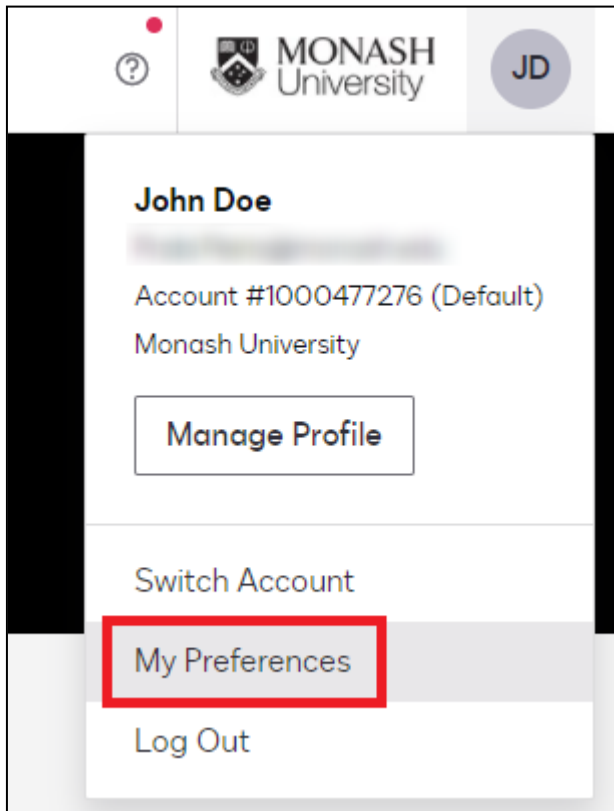 MONASH
University
JD
John Doe
Account #1000477276 (Default)
Monash University
Manage Profile
Switch Account
My Preferences
Log Out